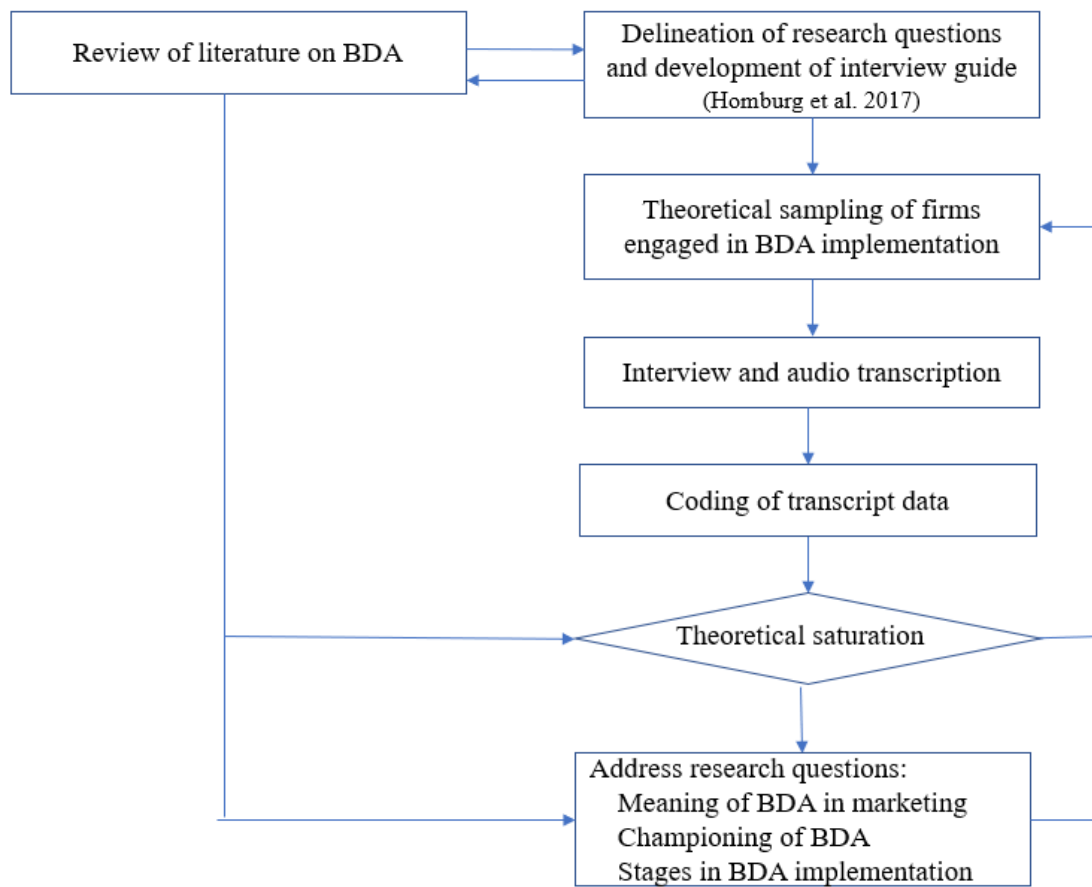 Review of literature on BDA
Delineation of research questions
and development of interview guide
(Homburg et al. 2017)
Theoretical sampling of firms
engaged in BDA implementation
Interview and audio transcription
Coding of transcript data
Theoretical saturation
Address research questions:
Meaning of BDA in marketing
Championing of BDA
Stages in BDA implementation